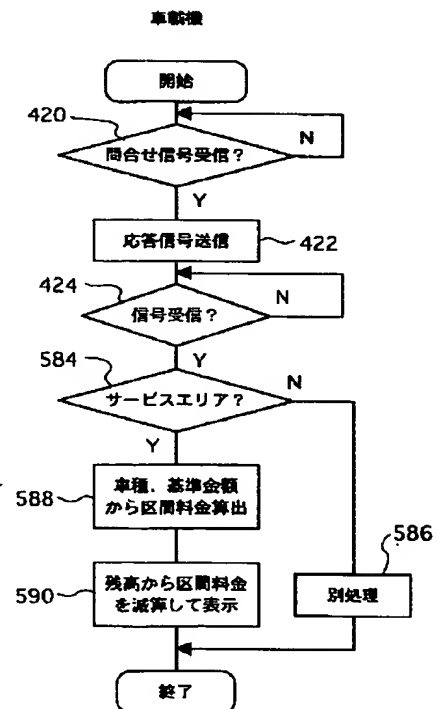 車載機
開始
420
問合せ信号受信？
N
Y
応答信号送信
422
424
信号受信？
N
Y
584
サービスエリア？
N
Y
588
車種、基準金額
から区間料金算出
586
別処理
590
残高から区間料金
を減算して表示
終了